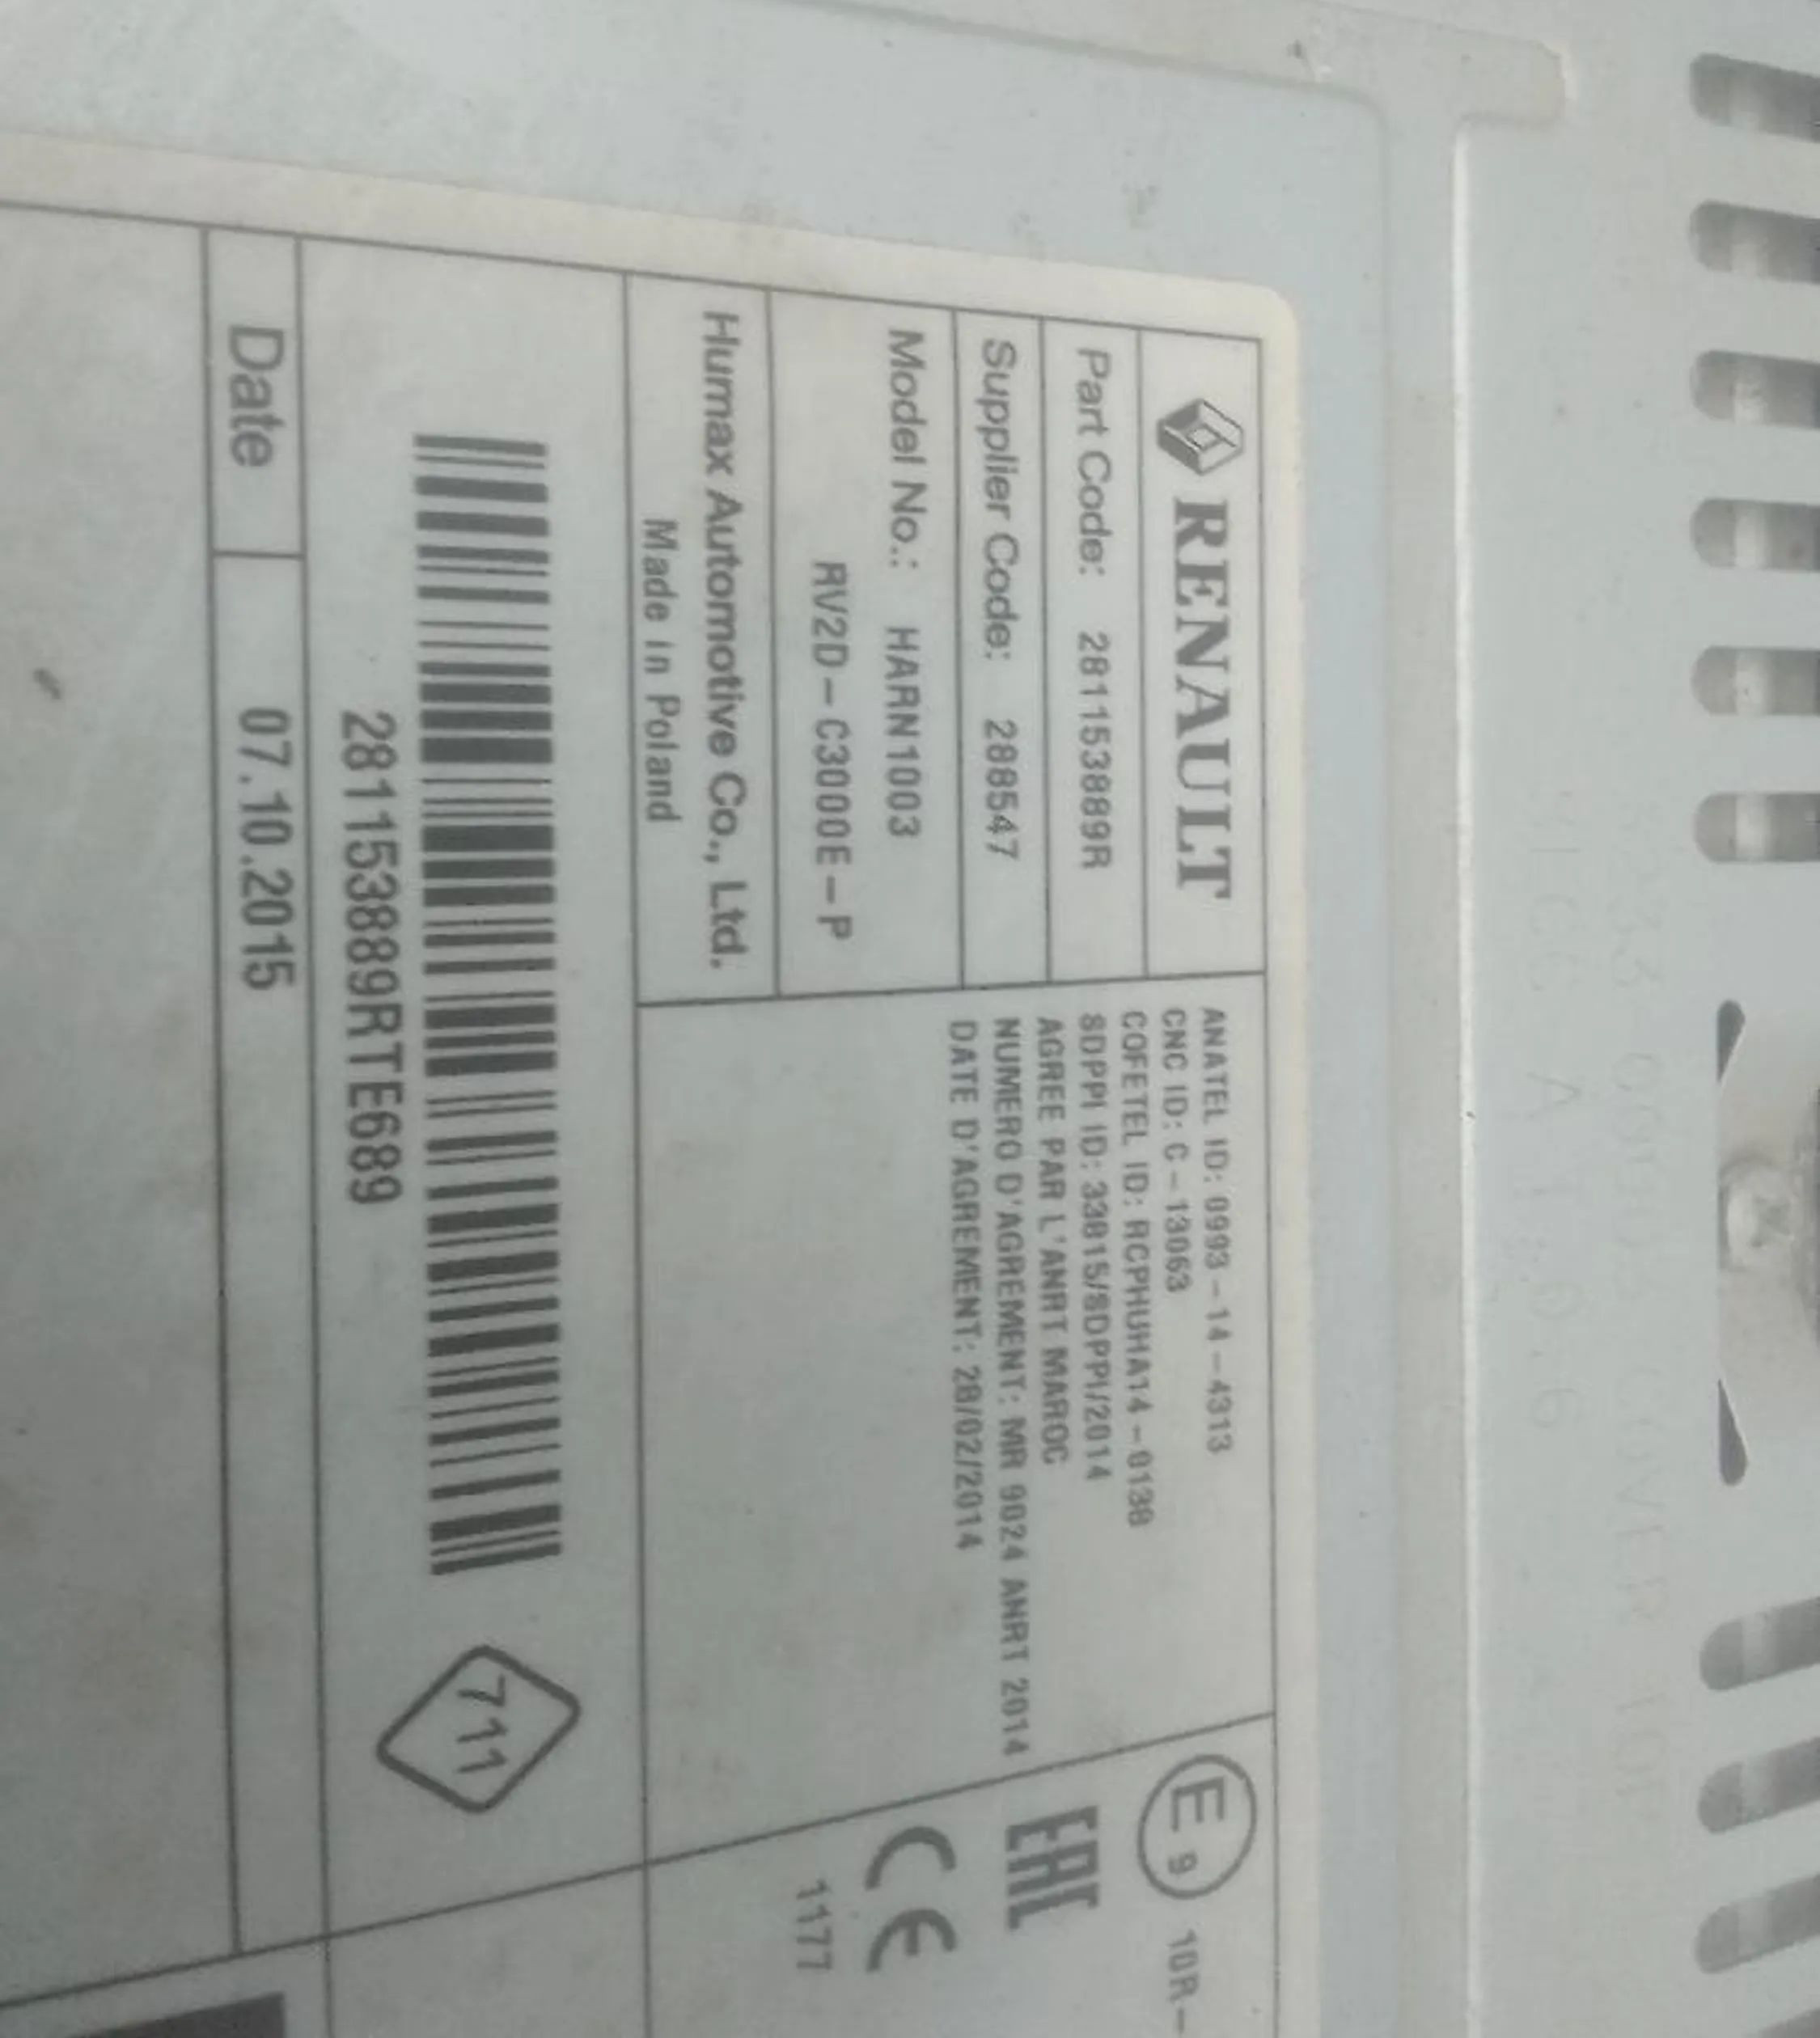 RENAULT
Part Code: 281153889R
Supplier Code: 288547
Model No.: HARN1003
RV2D-C3000E-P
Humax Automotive Co., Ltd.
Made in Poland
ANATEL ID: 0993-14-4313
CNC ID: C-13063
COFETEL ID: RCPHUHA14-0138
SDPPI ID: 33815/SDPPI/2014
AGREE PAR L'ANRT MAROC
NUMERO D'AGREMENT: MR 9024 ANRT 2014
DATE D'AGREMENT: 28/02/2014
E 9 10R-
EAC
CE
1177
281153889RTE689
711
Date 07.10.2015